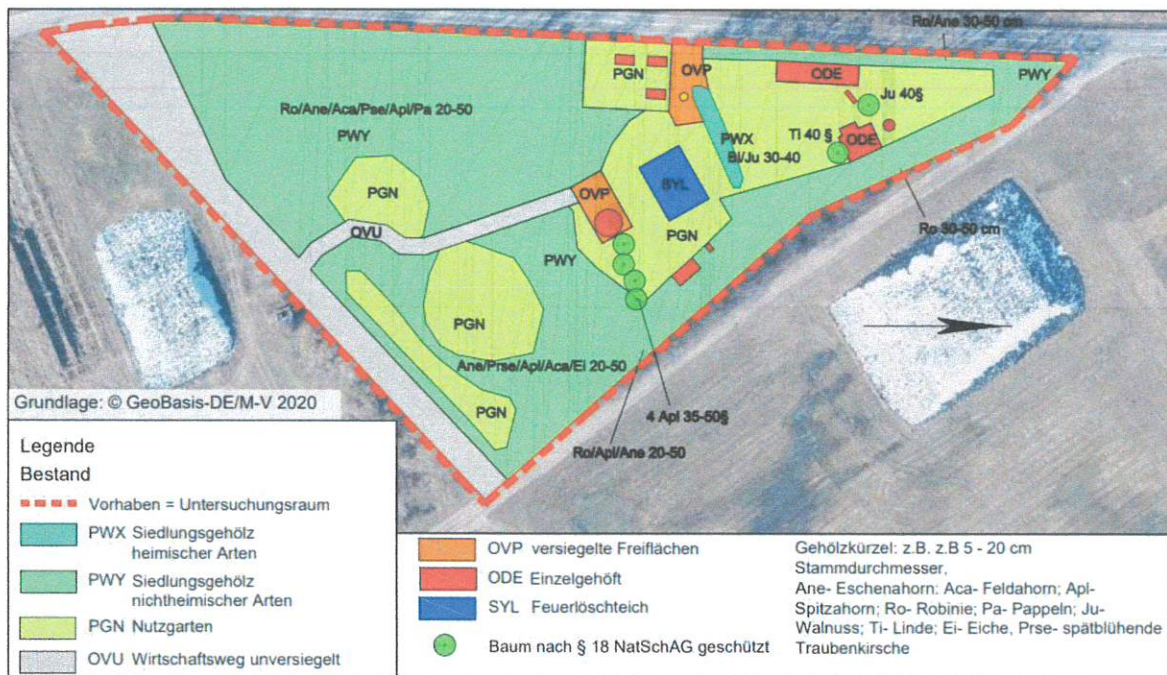 Ro/Ane 30-50 cm
PGN
OVP
ODE
PWY
Ju 40§
Ro/Ane/Aca/Pse/Apl/Pa 20-50
PWY
Ti 40 §
ODE
PWX
Bl/Ju 30-40
PGN
OVP
SYL
OVU
PGN
Ro 30-50 cm
PWY
PGN
Ane/Prse/Apl/Aca/Ei 20-50
Grundlage: © GeoBasis-DE/M-V 2020
PGN
4 Apl 35-50§
Ro/Apl/Ane 20-50
Legende
Bestand
Vorhaben = Untersuchungsraum
PWX Siedlungsgehölz
heimischer Arten
PWY Siedlungsgehölz
nichtheimischer Arten
PGN Nutzgarten
OVU Wirtschaftsweg unversiegelt
OVP versiegelte Freiflächen
ODE Einzelgehöft
SYL Feuerlöschteich
Baum nach § 18 NatSchAG geschützt
Gehölzkürzel: z.B. z.B 5 - 20 cm
Stammdurchmesser,
Ane- Eschenahorn: Aca- Feldahorn; Apl-
Spitzahorn; Ro- Robinie; Pa- Pappeln; Ju-
Walnuss; Ti- Linde; Ei- Eiche, Prse- spätblühende
Traubenkirsche